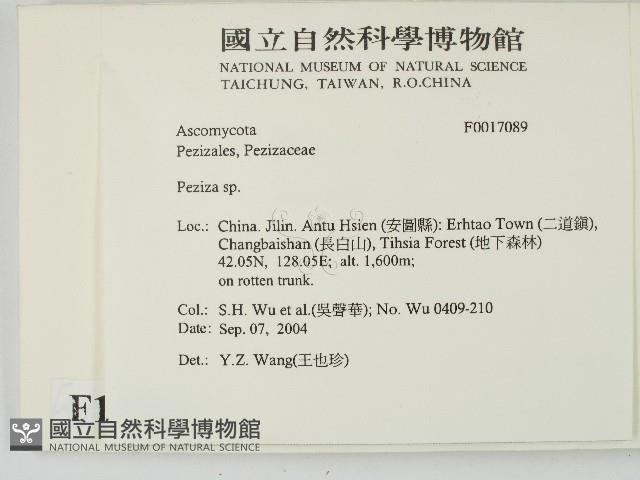 國立自然科學博物館
NATIONAL MUSEUM OF NATURAL SCIENCE
TAICHUNG, TAIWAN, R.O.CHINA
Ascomycota F0017089
Pezizales, Pezizaceae
Peziza sp.
Loc.: China. Jilin. Antu Hsien (安圖縣): Erhtao Town (二道鎮),
Changbaishan (長白山), Tihsia Forest (地下森林)
42.05N, 128.05E; alt. 1,600m;
on rotten trunk.
Col.: S.H. Wu et al.(吳聲華); No. Wu 0409-210
Date: Sep. 07, 2004
Det.: Y.Z. Wang(王也珍)
F1
國立自然科學博物館
NATIONAL MUSEUM OF NATURAL SCIENCE